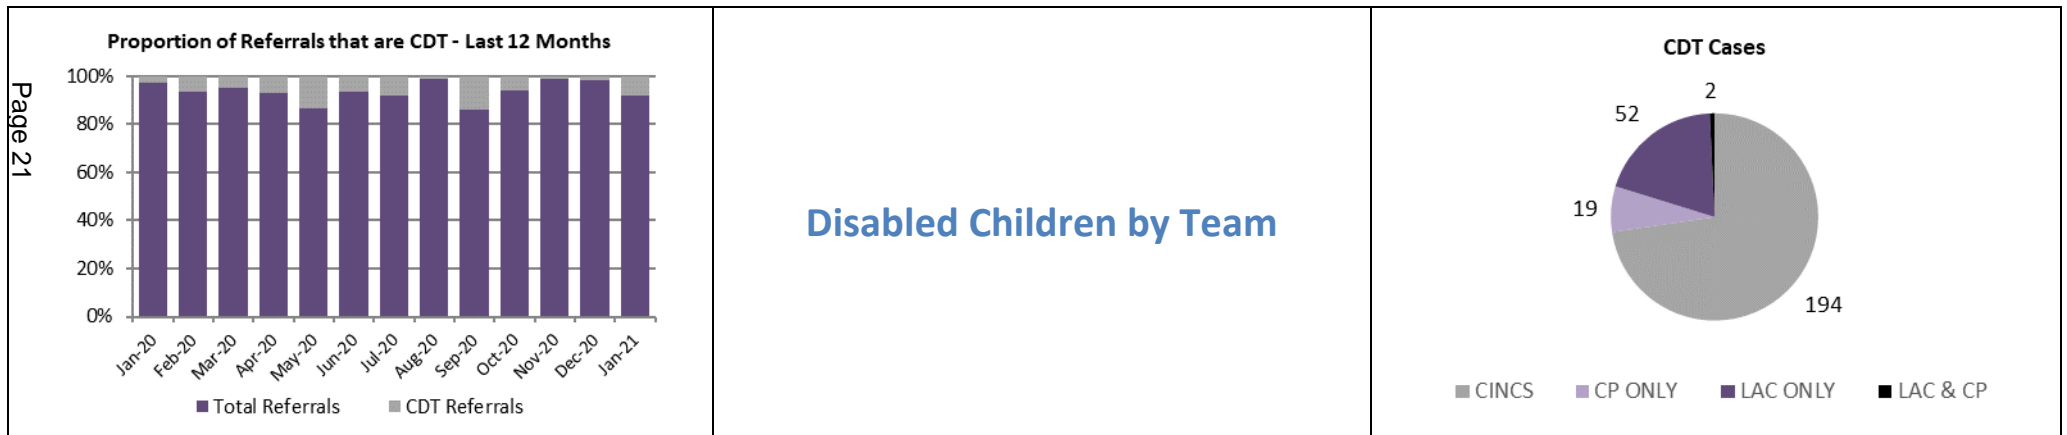 Page 21
Proportion of Referrals that are CDT - Last 12 Months
100%
80%
60%
40%
20%
0%
Jan-20
Feb-20
Mar-20
Apr-20
May-20
Jun-20
Jul-20
Aug-20
Sep-20
Oct-20
Nov-20
Dec-20
Jan-21
Total Referrals
CDT Referrals
Disabled Children by Team
CDT Cases
2
52
19
194
CINCS
CP ONLY
LAC ONLY
LAC & CP